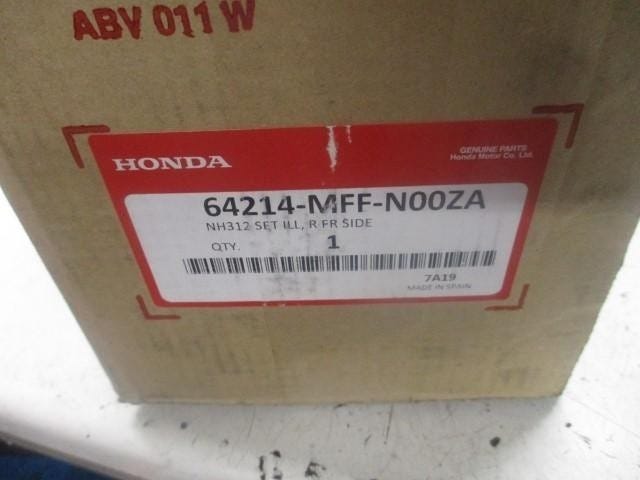 ABV 011 W
HONDA
GENUINE PARTS
Honda Motor Co. Ltd.
64214-MFF-N00ZA
NH312 SET ILL, R FR SIDE
QTY. 1
7A19
MADE IN SPAIN